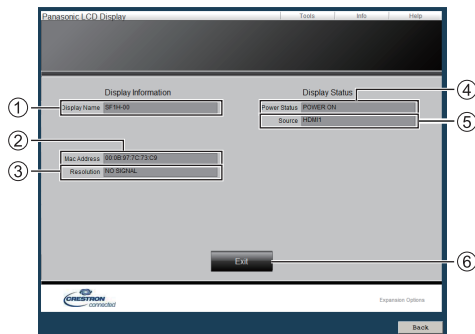 Panasonic LCD Display Tools Info Help
Display Information
Display Status
④
① Display Name SF1H-00
Power Status POWER ON
Source HDMI1 ⑤
②
Mac Address 00:0B:97:7C:73:C9
③ Resolution NO SIGNAL
Exit ⑥
CRESTRON
connected
Expansion Options
Back